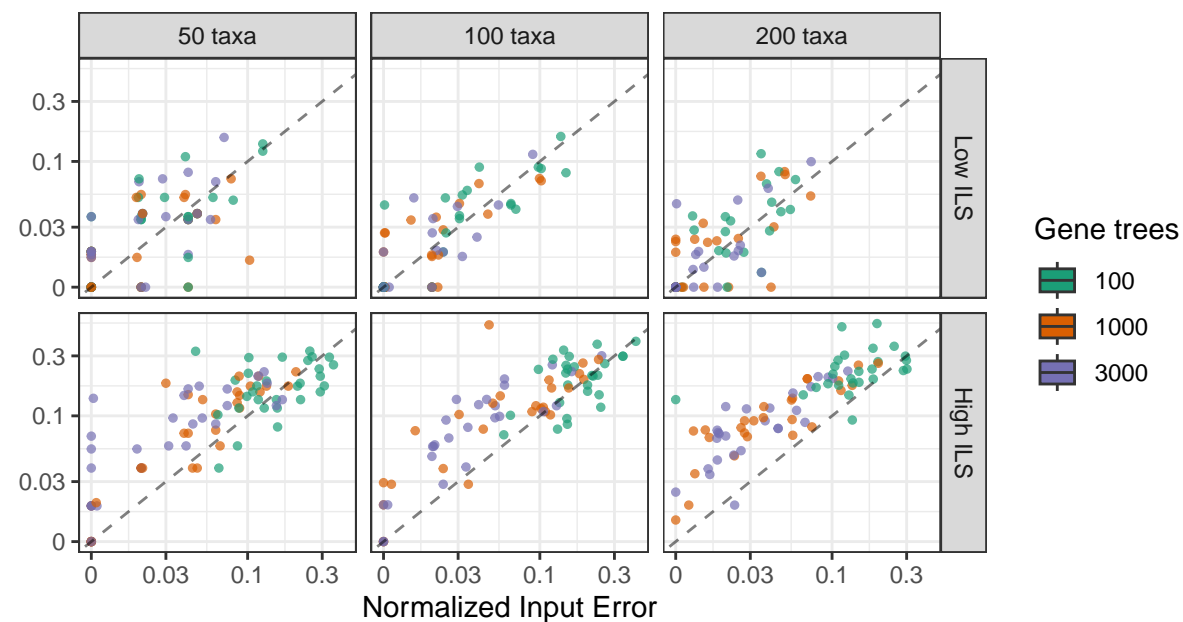 50 taxa 100 taxa 200 taxa
0.3
0.1
0.03
0
Low ILS
0.3
0.1
0.03
0
High ILS
0 0.03 0.1 0.3 0 0.03 0.1 0.3 0 0.03 0.1 0.3
Normalized Input Error
Gene trees
100
1000
3000